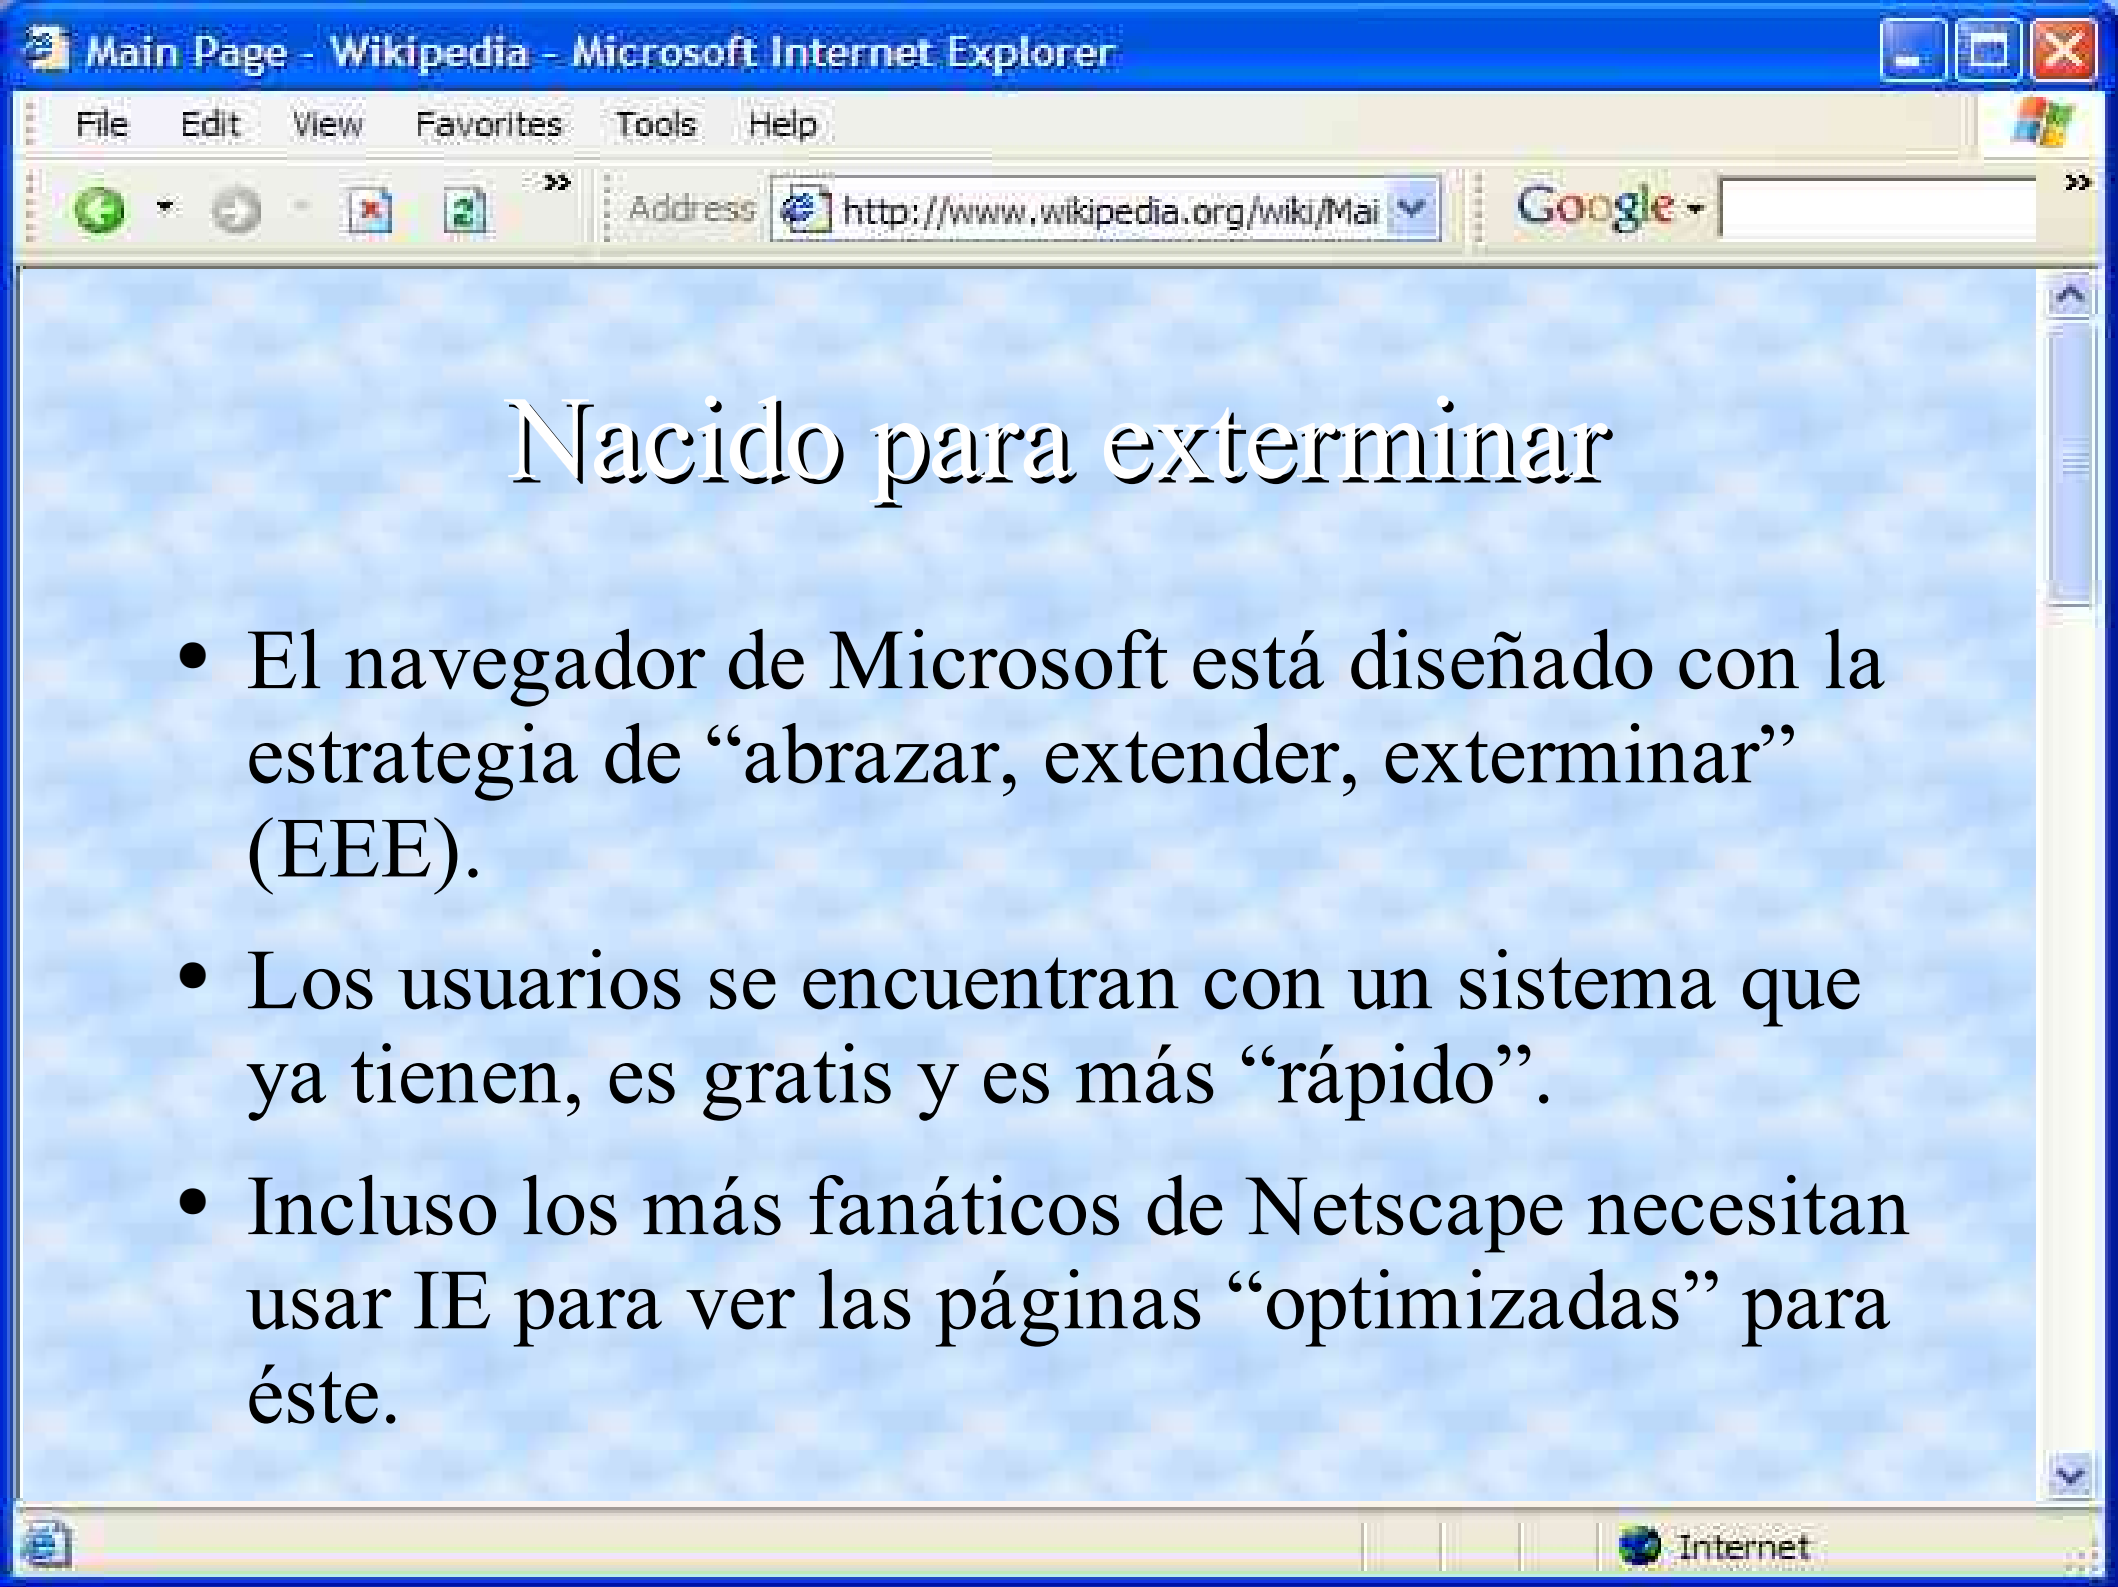 Main Page - Wikipedia - Microsoft Internet Explorer
File Edit View Favorites Tools Help
Address http://www.wikipedia.org/wiki/Mai Google
Nacido para exterminar
• El navegador de Microsoft está diseñado con la
estrategia de “abrazar, extender, exterminar”
(EEE).
• Los usuarios se encuentran con un sistema que
ya tienen, es gratis y es más “rápido”.
• Incluso los más fanáticos de Netscape necesitan
usar IE para ver las páginas “optimizadas” para
éste.
Internet